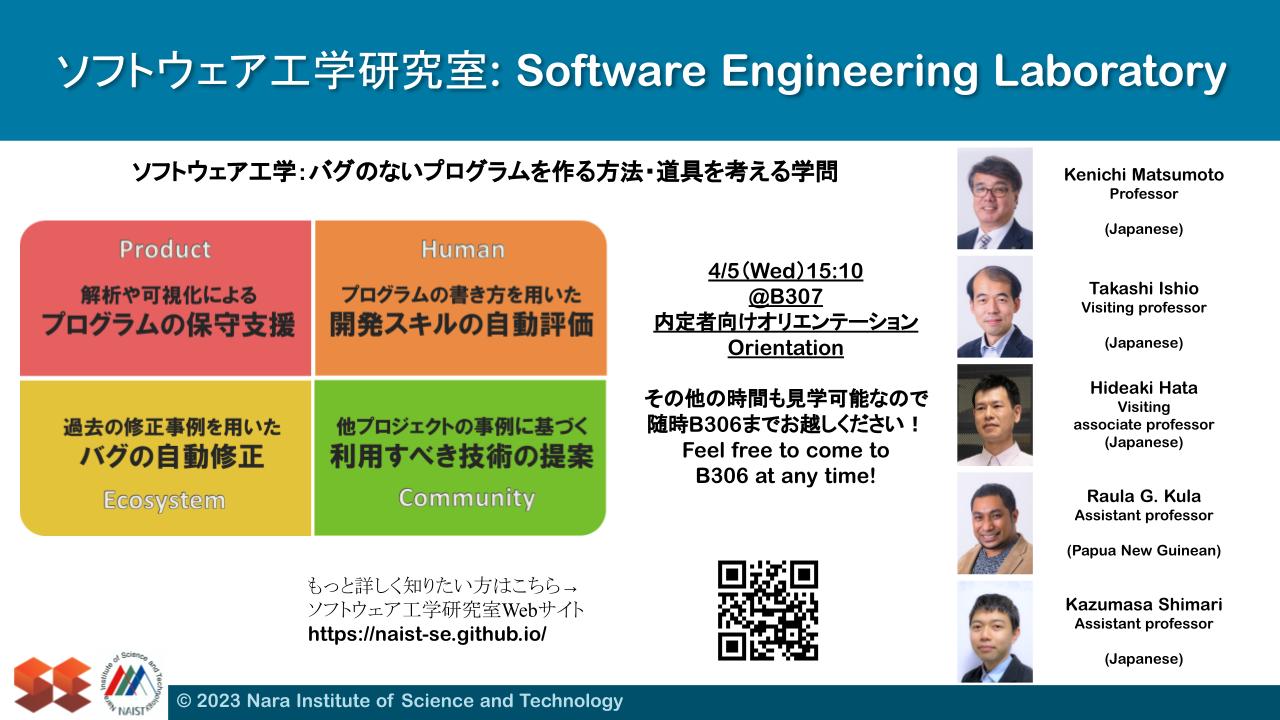 ソフトウェア工学研究室: Software Engineering Laboratory
ソフトウェア工学：バグのないプログラムを作る方法・道具を考える学問
Product
解析や可視化による
プログラムの保守支援
Human
プログラムの書き方を用いた
開発スキルの自動評価
過去の修正事例を用いた
バグの自動修正
Ecosystem
他プロジェクトの事例に基づく
利用すべき技術の提案
Community
4/5（Wed）15:10
@B307
内定者向けオリエンテーション
Orientation
その他の時間も見学可能なので
随時B306までお越しください！
Feel free to come to
B306 at any time!
もっと詳しく知りたい方はこちら→
ソフトウェア工学研究室Webサイト
https://naist-se.github.io/
Kenichi Matsumoto
Professor
(Japanese)
Takashi Ishio
Visiting professor
(Japanese)
Hideaki Hata
Visiting
associate professor
(Japanese)
Raula G. Kula
Assistant professor
(Papua New Guinean)
Kazumasa Shimari
Assistant professor
(Japanese)
Nara Institute of Science and Technology
NAIST
© 2023 Nara Institute of Science and Technology